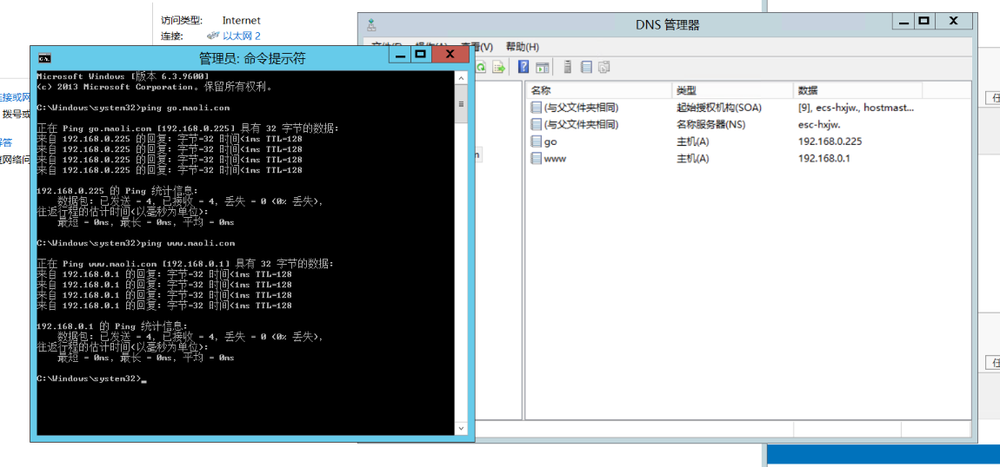 访问类型: Internet
连接: 以太网 2
DNS 管理器
帮助(H)
名称 类型 数据
(与父文件夹相同) 起始授权机构(SOA) [9], ecs-hxjw., hostmast...
(与父文件夹相同) 名称服务器(NS) esc-hxjw.
go 主机(A) 192.168.0.225
www 主机(A) 192.168.0.1
管理员: 命令提示符
Microsoft Windows [版本 6.3.9600]
(c) 2013 Microsoft Corporation。保留所有权利。
C:\Windows\system32>ping go.maoli.com
正在 Ping go.maoli.com [192.168.0.225] 具有 32 字节的数据:
来自 192.168.0.225 的回复: 字节=32 时间<1ms TTL=128
来自 192.168.0.225 的回复: 字节=32 时间<1ms TTL=128
来自 192.168.0.225 的回复: 字节=32 时间<1ms TTL=128
来自 192.168.0.225 的回复: 字节=32 时间<1ms TTL=128
192.168.0.225 的 Ping 统计信息:
数据包: 已发送 = 4，已接收 = 4，丢失 = 0 (0% 丢失)，
往返行程的估计时间(以毫秒为单位):
最短 = 0ms，最长 = 0ms，平均 = 0ms
C:\Windows\system32>ping www.maoli.com
正在 Ping www.maoli.com [192.168.0.1] 具有 32 字节的数据:
来自 192.168.0.1 的回复: 字节=32 时间<1ms TTL=128
来自 192.168.0.1 的回复: 字节=32 时间<1ms TTL=128
来自 192.168.0.1 的回复: 字节=32 时间<1ms TTL=128
来自 192.168.0.1 的回复: 字节=32 时间<1ms TTL=128
192.168.0.1 的 Ping 统计信息:
数据包: 已发送 = 4，已接收 = 4，丢失 = 0 (0% 丢失)，
往返行程的估计时间(以毫秒为单位):
最短 = 0ms，最长 = 0ms，平均 = 0ms
C:\Windows\system32>